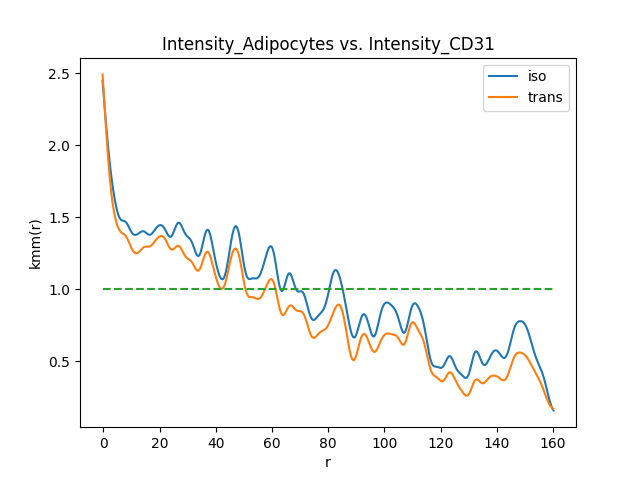 Intensity_Adipocytes vs. Intensity_CD31
iso
trans
2.5
2.0
1.5
1.0
0.5
kmm(r)
0 20 40 60 80 100 120 140 160
r